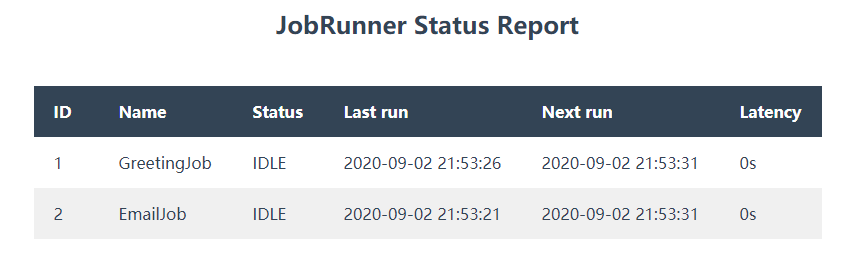 JobRunner Status Report
ID Name Status Last run Next run Latency
1 GreetingJob IDLE 2020-09-02 21:53:26 2020-09-02 21:53:31 0s
2 EmailJob IDLE 2020-09-02 21:53:21 2020-09-02 21:53:31 0s